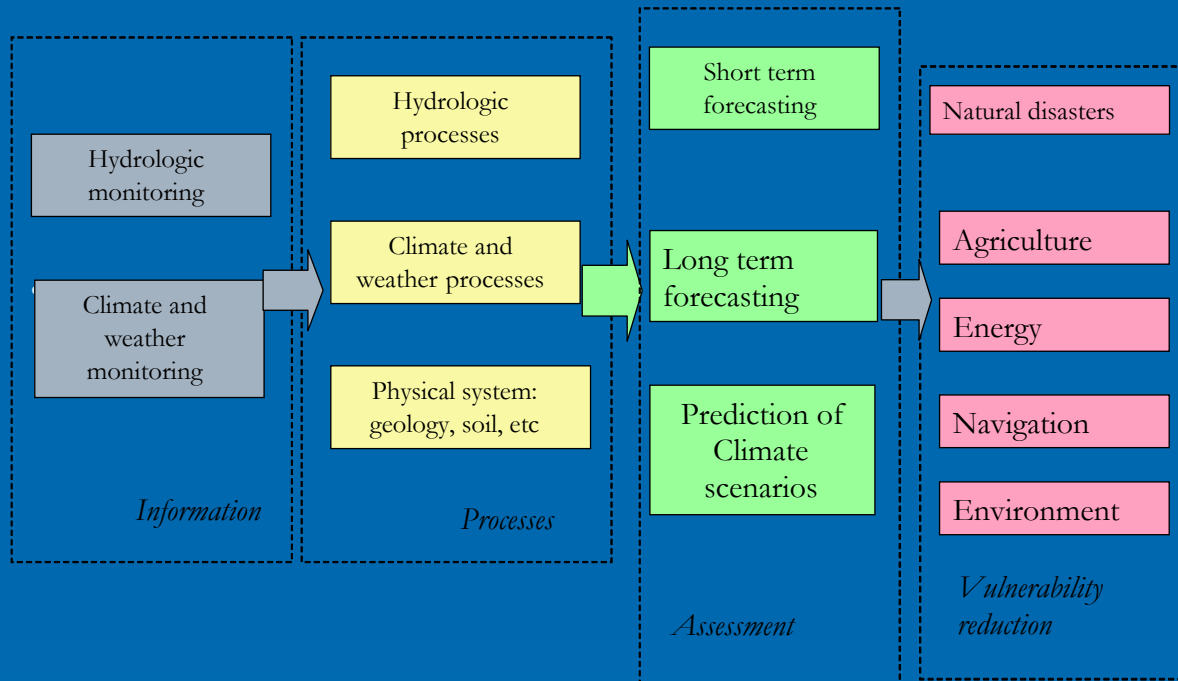 Hydrologic
monitoring
Climate and
weather
monitoring
Information
Hydrologic
processes
Climate and
weather processes
Physical system:
geology, soil, etc
Processes
Short term
forecasting
Long term
forecasting
Prediction of
Climate
scenarios
Assessment
Natural disasters
Agriculture
Energy
Navigation
Environment
Vulnerability
reduction